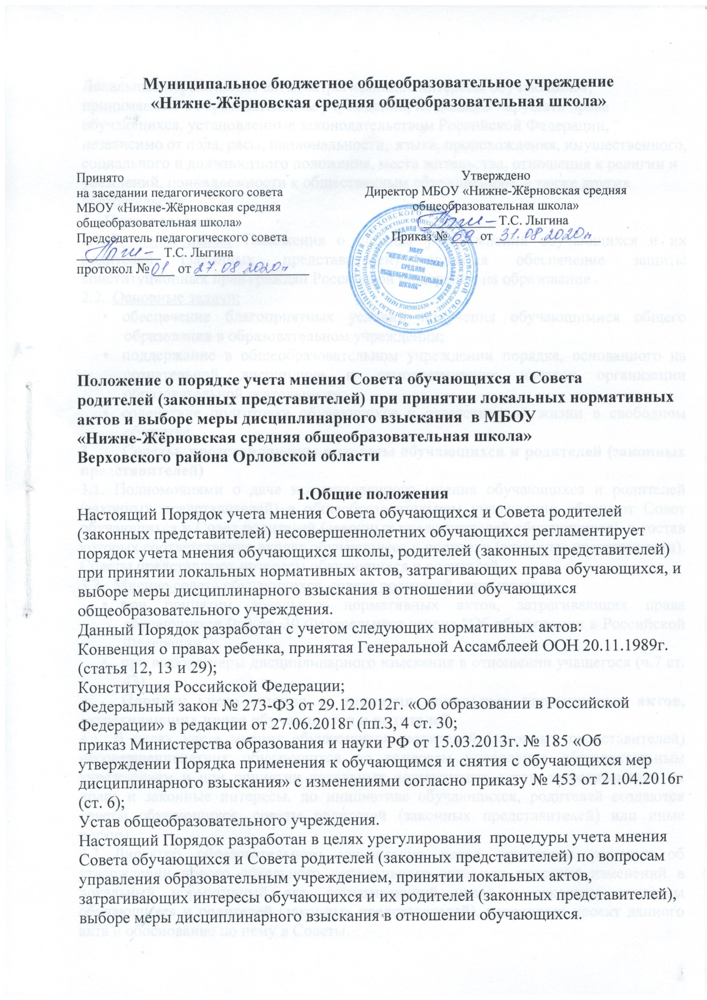 Муниципальное бюджетное общеобразовательное учреждение
«Нижне-Жёрновская средняя общеобразовательная школа»
Принято
на заседании педагогического совета
МБОУ «Нижне-Жёрновская средняя
общеобразовательная школа»
Председатель педагогического совета
Т.С. Лыгина
протокол № 01 от 27.08.2020г
Утверждено
Директор МБОУ «Нижне-Жёрновская средняя
общеобразовательная школа»
Т.С. Лыгина
Приказ № 69 от 31.08.2020г
МБОУ
"НИЖНЕ-ЖЁРНОВСКАЯ
СРЕДНЯЯ
ОБЩЕОБРАЗОВАТЕЛЬНАЯ
ШКОЛА"
Положение о порядке учета мнения Совета обучающихся и Совета
родителей (законных представителей) при принятии локальных нормативных
актов и выборе меры дисциплинарного взыскания в МБОУ
«Нижне-Жёрновская средняя общеобразовательная школа»
Верховского района Орловской области
1.Общие положения
Настоящий Порядок учета мнения Совета обучающихся и Совета родителей
(законных представителей) несовершеннолетних обучающихся регламентирует
порядок учета мнения обучающихся школы, родителей (законных представителей)
при принятии локальных нормативных актов, затрагивающих права обучающихся, и
выборе меры дисциплинарного взыскания в отношении обучающихся
общеобразовательного учреждения.
Данный Порядок разработан с учетом следующих нормативных актов:
Конвенция о правах ребенка, принятая Генеральной Ассамблеей ООН 20.11.1989г.
(статья 12, 13 и 29);
Конституция Российской Федерации;
Федеральный закон № 273-ФЗ от 29.12.2012г. «Об образовании в Российской
Федерации» в редакции от 27.06.2018г (пп.3, 4 ст. 30;
приказ Министерства образования и науки РФ от 15.03.2013г. № 185 «Об
утверждении Порядка применения к обучающимся и снятия с обучающихся мер
дисциплинарного взыскания» с изменениями согласно приказу № 453 от 21.04.2016г
(ст. 6);
Устав общеобразовательного учреждения.
Настоящий Порядок разработан в целях урегулирования процедуры учета мнения
Совета обучающихся и Совета родителей (законных представителей) по вопросам
управления образовательным учреждением, принятии локальных актов,
затрагивающих интересы обучающихся и их родителей (законных представителей),
выборе меры дисциплинарного взыскания в отношении обучающихся.